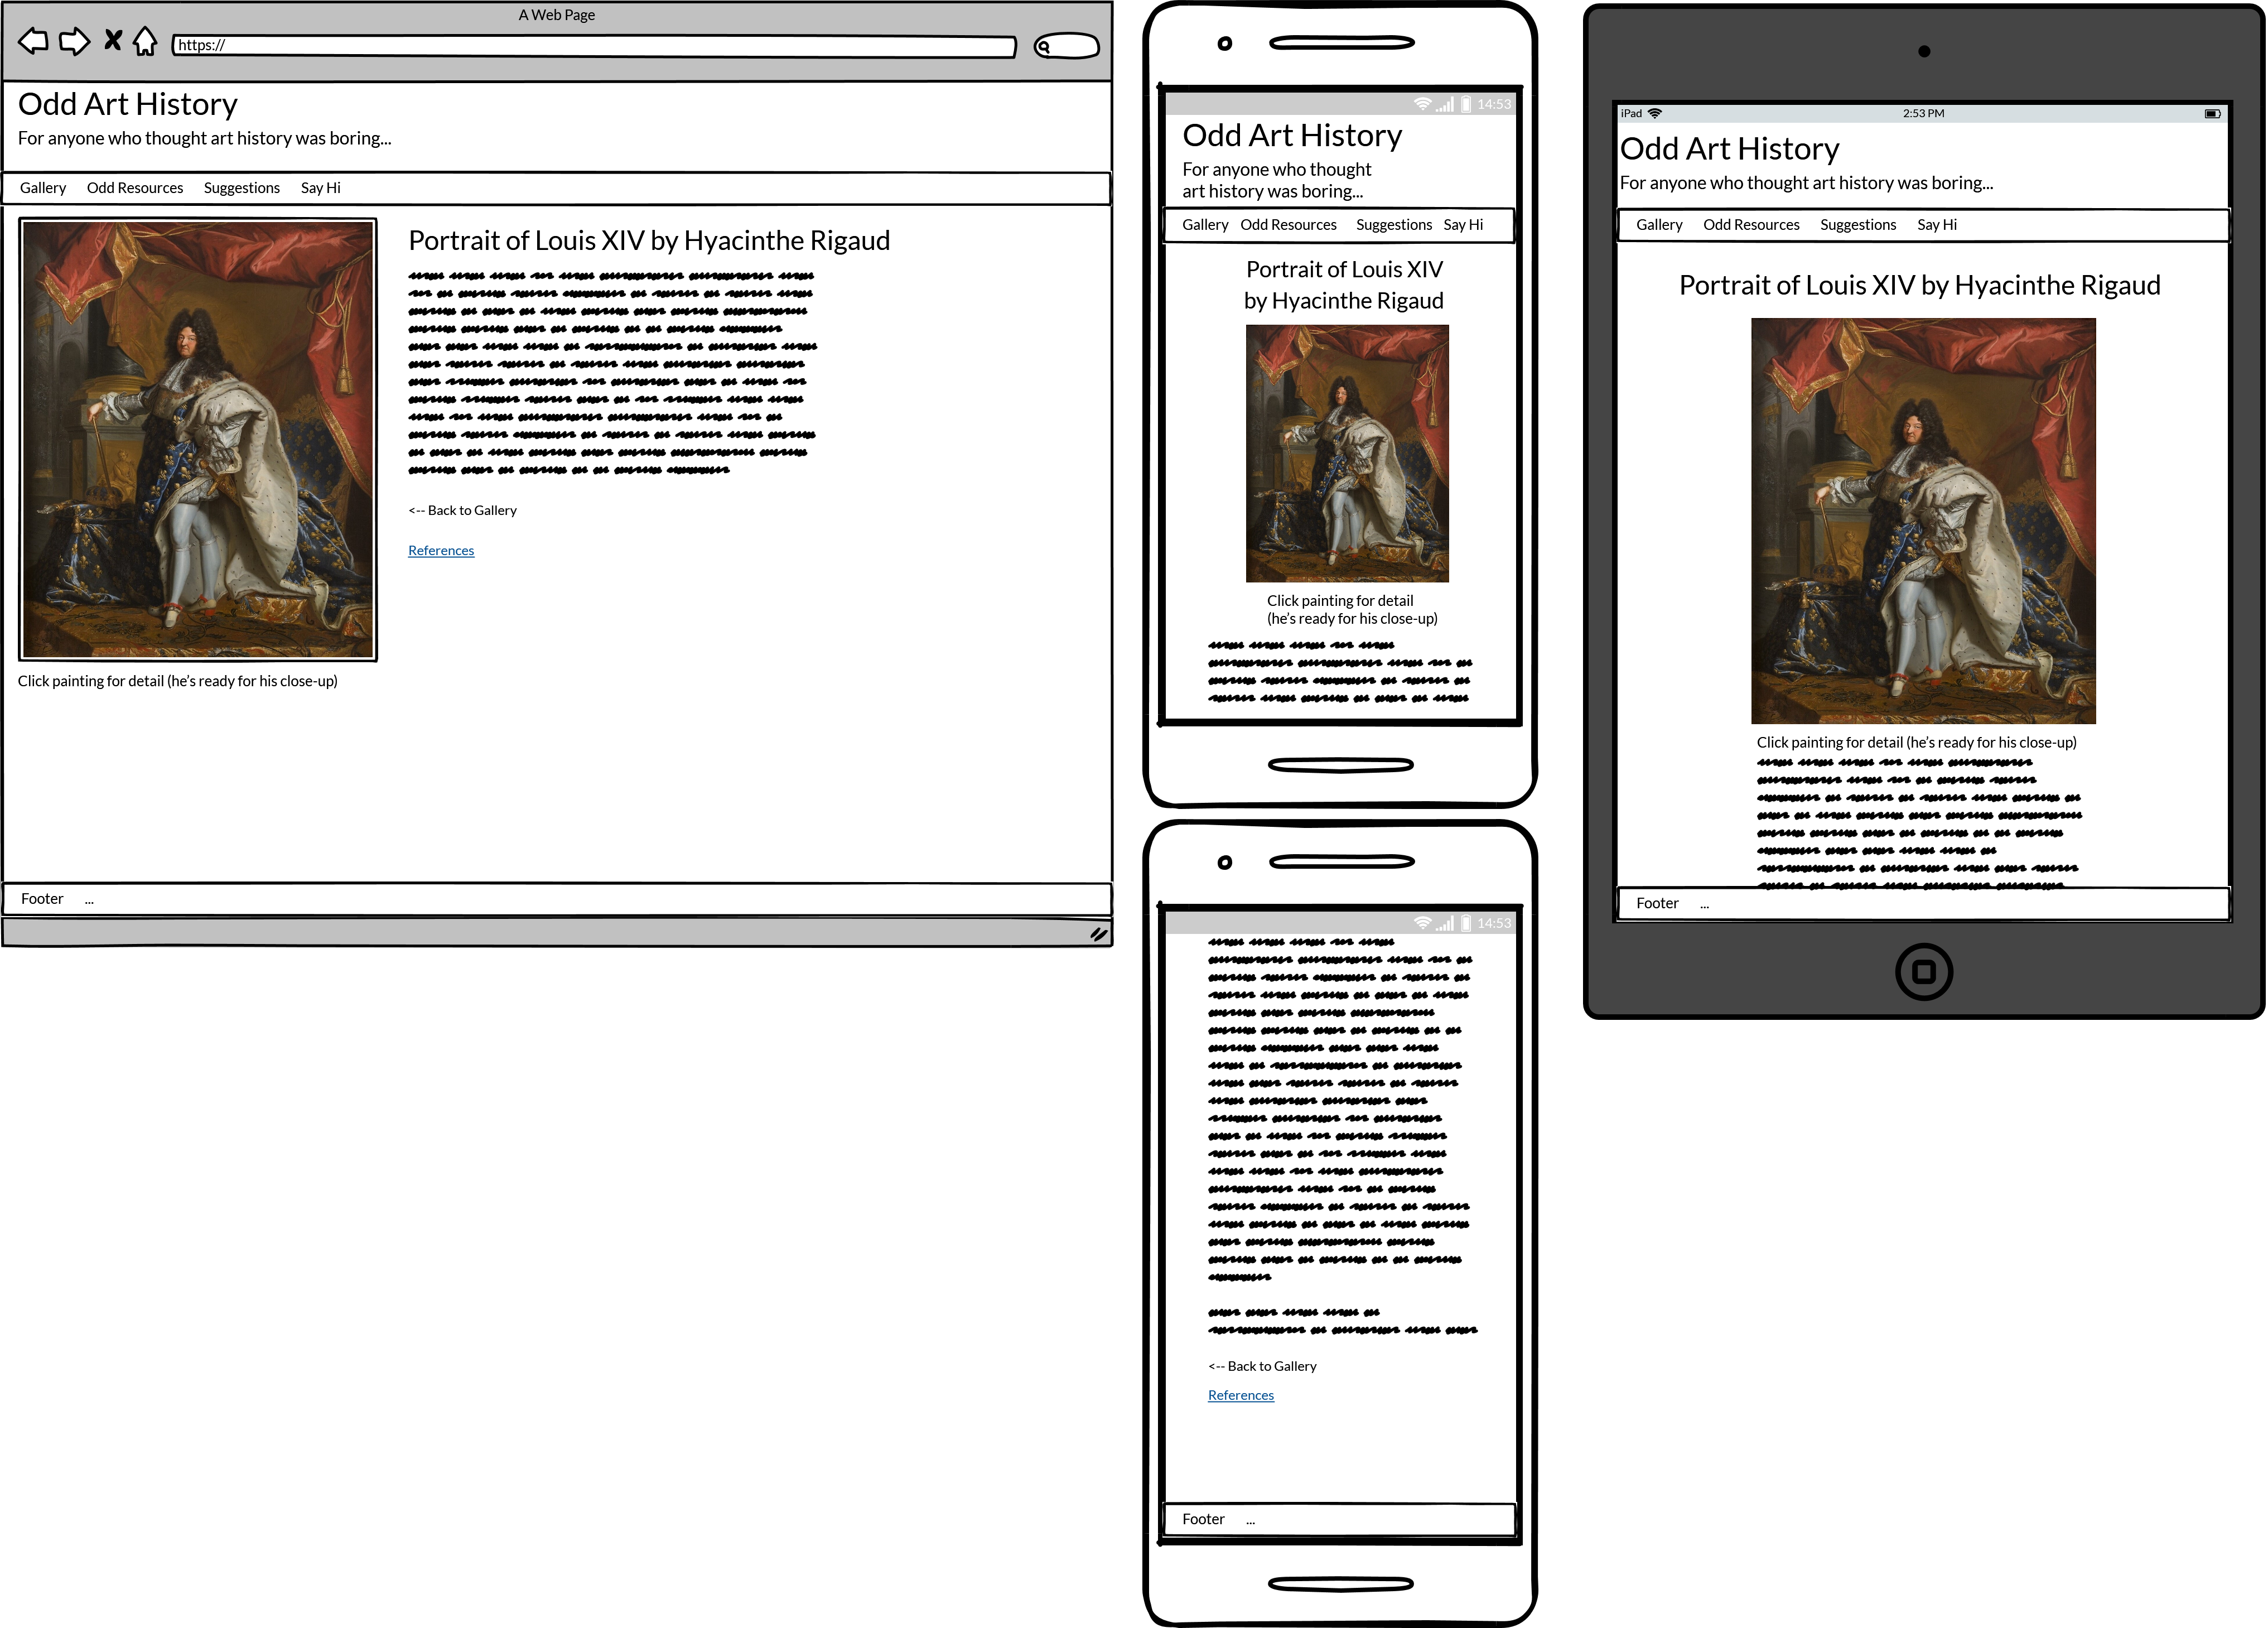 A Web Page
https://
Odd Art History
For anyone who thought art history was boring...
Gallery Odd Resources Suggestions Say Hi
Portrait of Louis XIV by Hyacinthe Rigaud
<-- Back to Gallery
References
Click painting for detail (he's ready for his close-up)
Footer ...
14:53
Odd Art History
For anyone who thought
art history was boring...
Gallery Odd Resources Suggestions Say Hi
Portrait of Louis XIV
by Hyacinthe Rigaud
Click painting for detail
(he's ready for his close-up)
14:53
<-- Back to Gallery
References
Footer ...
iPad 2:53 PM
Odd Art History
For anyone who thought art history was boring...
Gallery Odd Resources Suggestions Say Hi
Portrait of Louis XIV by Hyacinthe Rigaud
Click painting for detail (he's ready for his close-up)
Footer ...